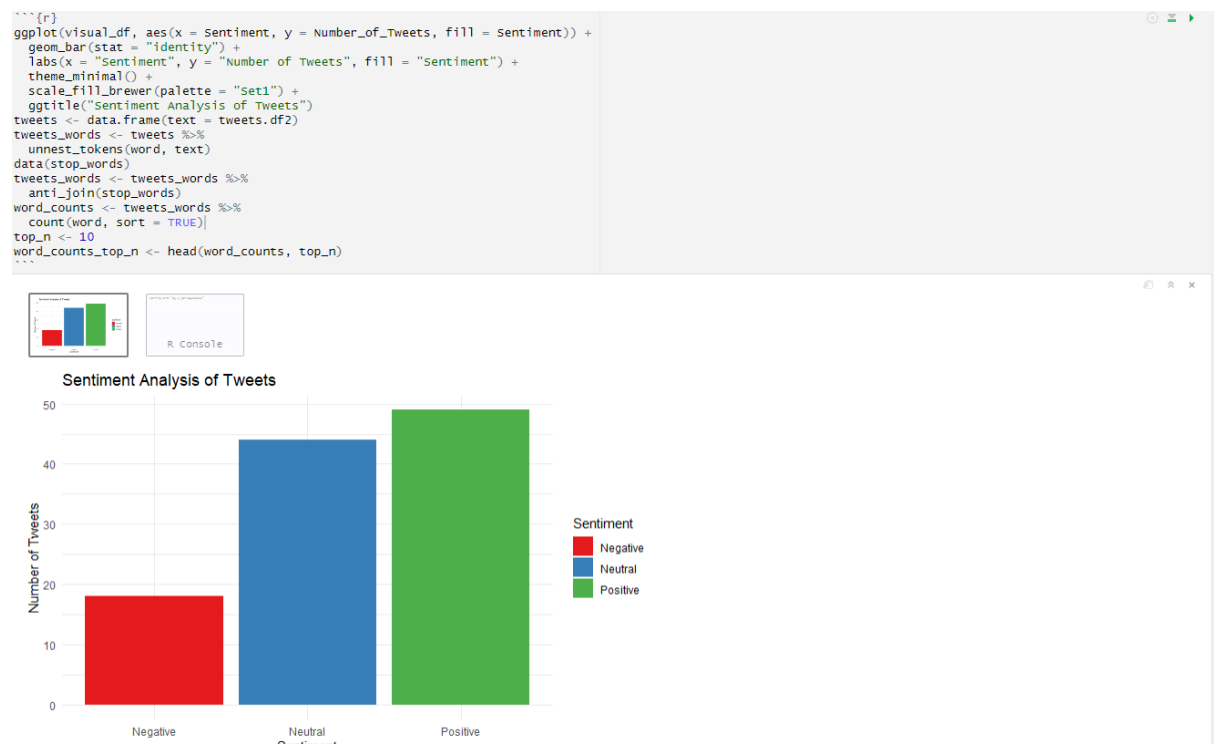 ```{r}
ggplot(visual_df, aes(x = Sentiment, y = Number_of_Tweets, fill = Sentiment)) +
  geom_bar(stat = "identity") +
  labs(x = "Sentiment", y = "Number of Tweets", fill = "Sentiment") +
  theme_minimal() +
  scale_fill_brewer(palette = "Set1") +
  ggtitle("Sentiment Analysis of Tweets")
tweets <- data.frame(text = tweets.df2)
tweets_words <- tweets %>%
  unnest_tokens(word, text)
data(stop_words)
tweets_words <- tweets_words %>%
  anti_join(stop_words)
word_counts <- tweets_words %>%
  count(word, sort = TRUE)
top_n <- 10
word_counts_top_n <- head(word_counts, top_n)
```
R Console
Sentiment Analysis of Tweets
50
40
30
20
10
0
Number of Tweets
Negative Neutral Positive
Sentiment
Sentiment
Negative
Neutral
Positive